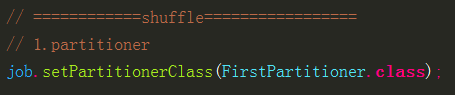 // ============shuffle=================
// 1.partitioner
job.setPartitionerClass(FirstPartitioner.class);